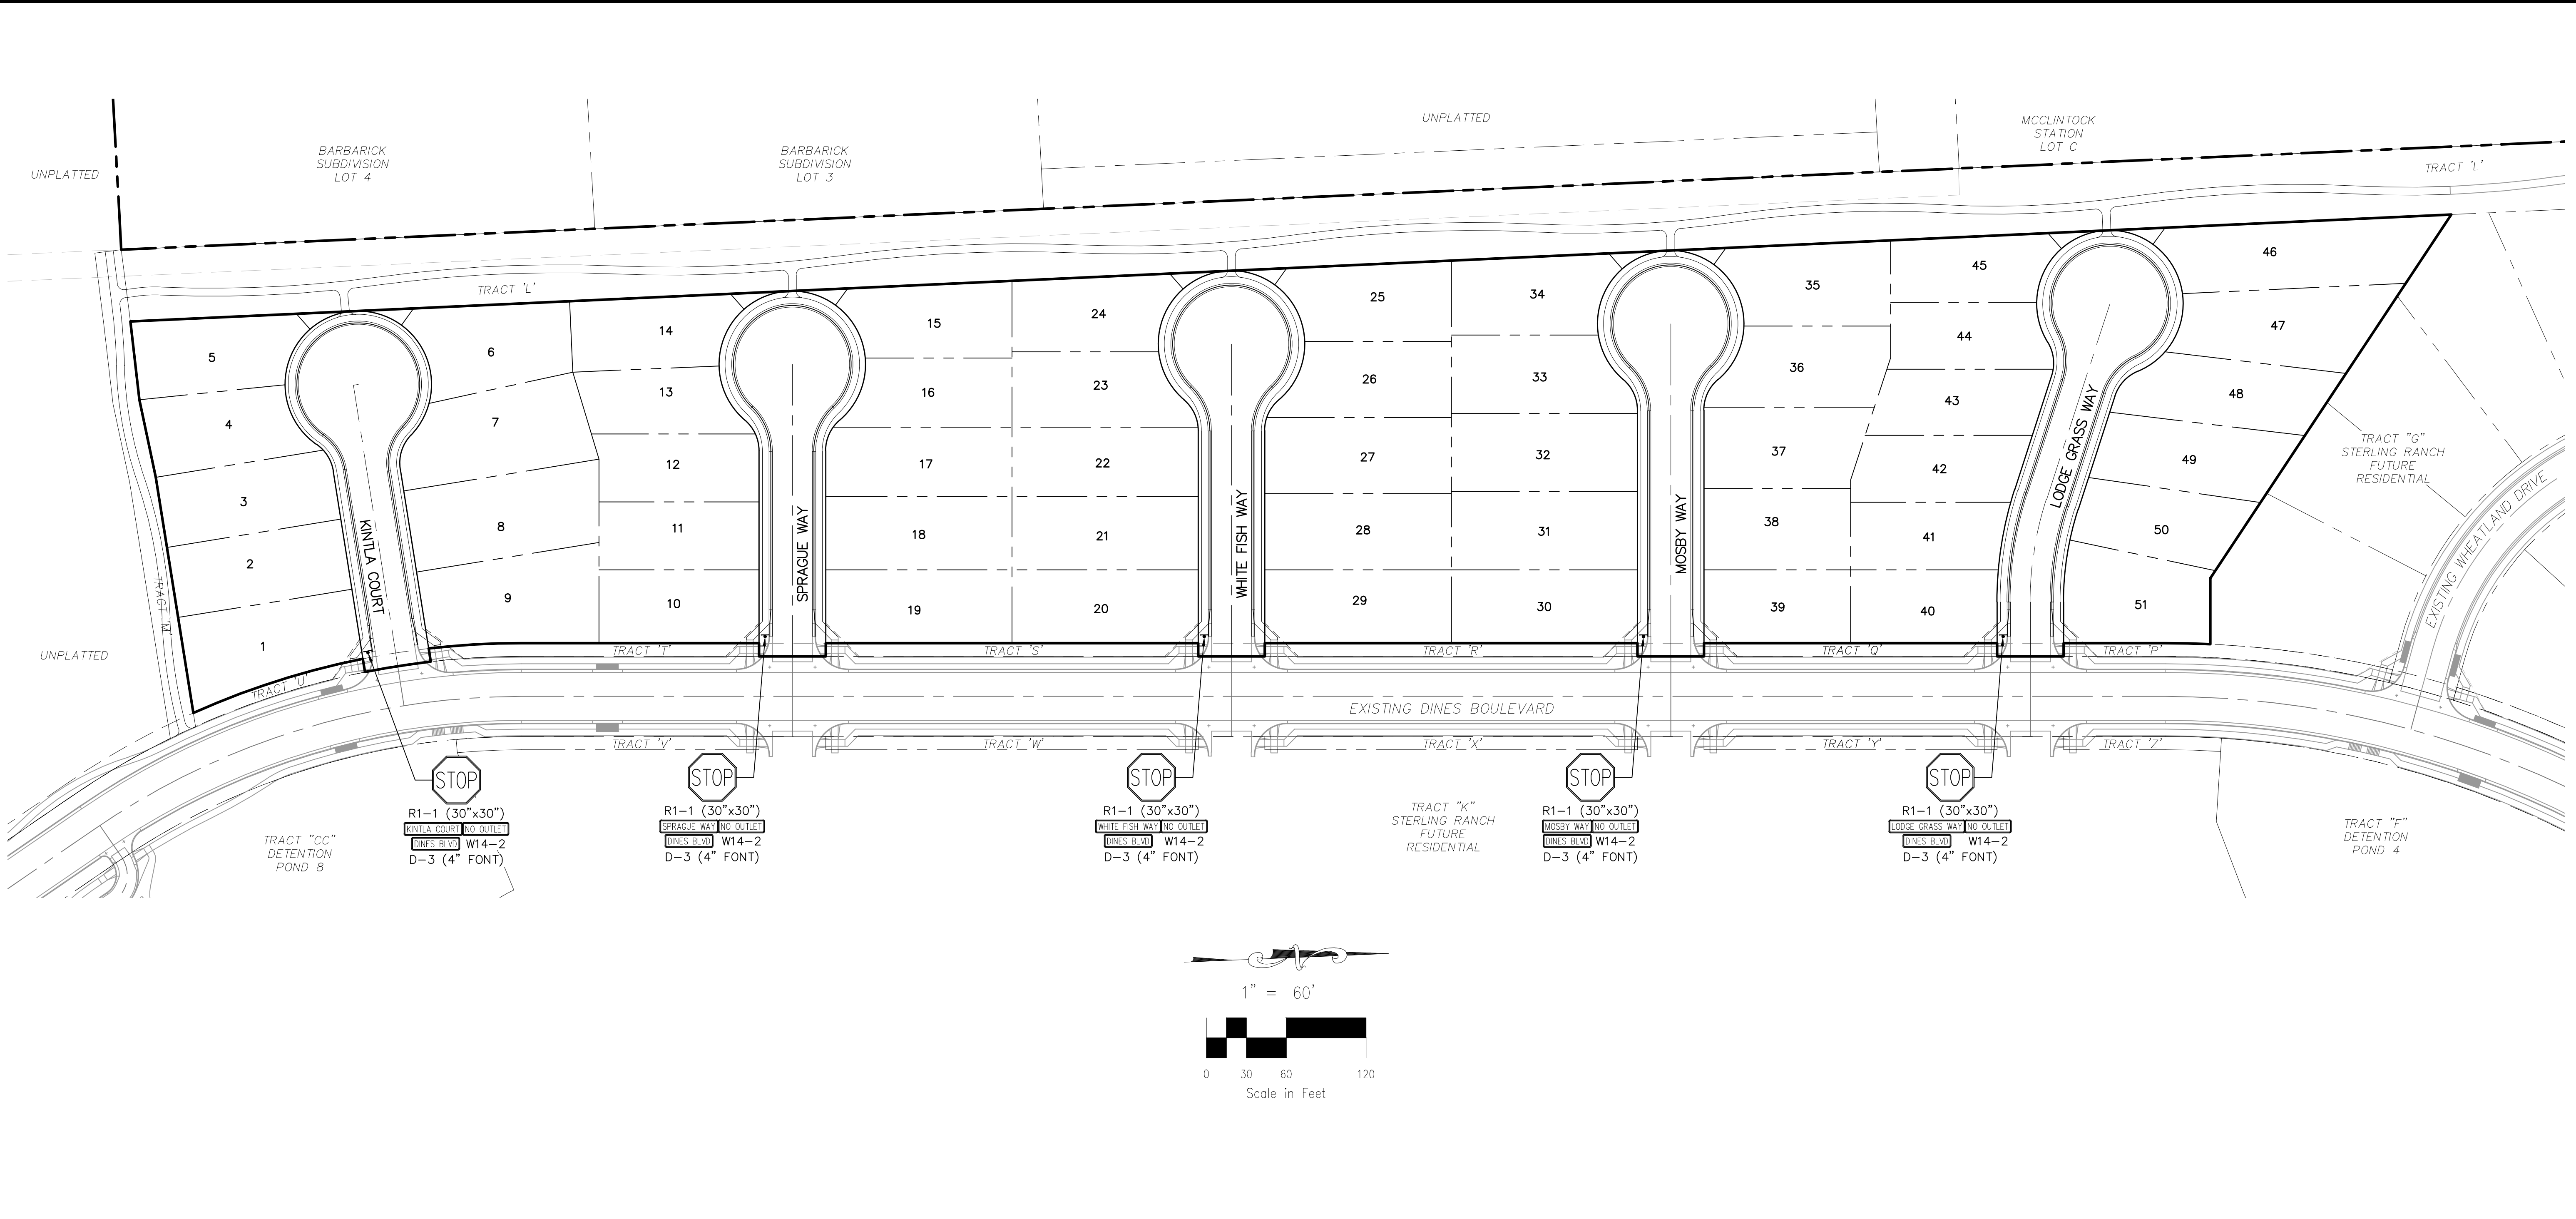 UNPLATTED
MCCLINTOCK
STATION
LOT C
BARBARICK
SUBDIVISION
LOT 4
BARBARICK
SUBDIVISION
LOT 3
UNPLATTED
TRACT 'L'
TRACT 'L'
5
4
3
2
1
KINTLA COURT
6
7
8
9
14
13
12
11
10
SPRAGUE WAY
15
16
17
18
19
24
23
22
21
20
WHITE FISH WAY
25
26
27
28
29
34
33
32
31
30
MOSBY WAY
35
36
37
38
39
45
44
43
42
41
40
LODGE GRASS WAY
46
47
48
49
50
51
TRACT "G"
STERLING RANCH
FUTURE
RESIDENTIAL
EXISTING WHEATLAND DRIVE
TRACT 'M'
UNPLATTED
TRACT 'U'
TRACT 'T'
TRACT 'S'
TRACT 'R'
TRACT 'Q'
TRACT 'P'
EXISTING DINES BOULEVARD
TRACT 'V'
TRACT 'W'
TRACT 'X'
TRACT 'Y'
TRACT 'Z'
STOP
R1-1 (30"x30")
KINTLA COURT NO OUTLET
DINES BLVD W14-2
D-3 (4" FONT)
STOP
R1-1 (30"x30")
SPRAGUE WAY NO OUTLET
DINES BLVD W14-2
D-3 (4" FONT)
STOP
R1-1 (30"x30")
WHITE FISH WAY NO OUTLET
DINES BLVD W14-2
D-3 (4" FONT)
STOP
R1-1 (30"x30")
MOSBY WAY NO OUTLET
DINES BLVD W14-2
D-3 (4" FONT)
STOP
R1-1 (30"x30")
LODGE GRASS WAY NO OUTLET
DINES BLVD W14-2
D-3 (4" FONT)
TRACT "CC"
DETENTION
POND 8
TRACT "K"
STERLING RANCH
FUTURE
RESIDENTIAL
TRACT "F"
DETENTION
POND 4
N
1" = 60'
0 30 60 120
Scale in Feet